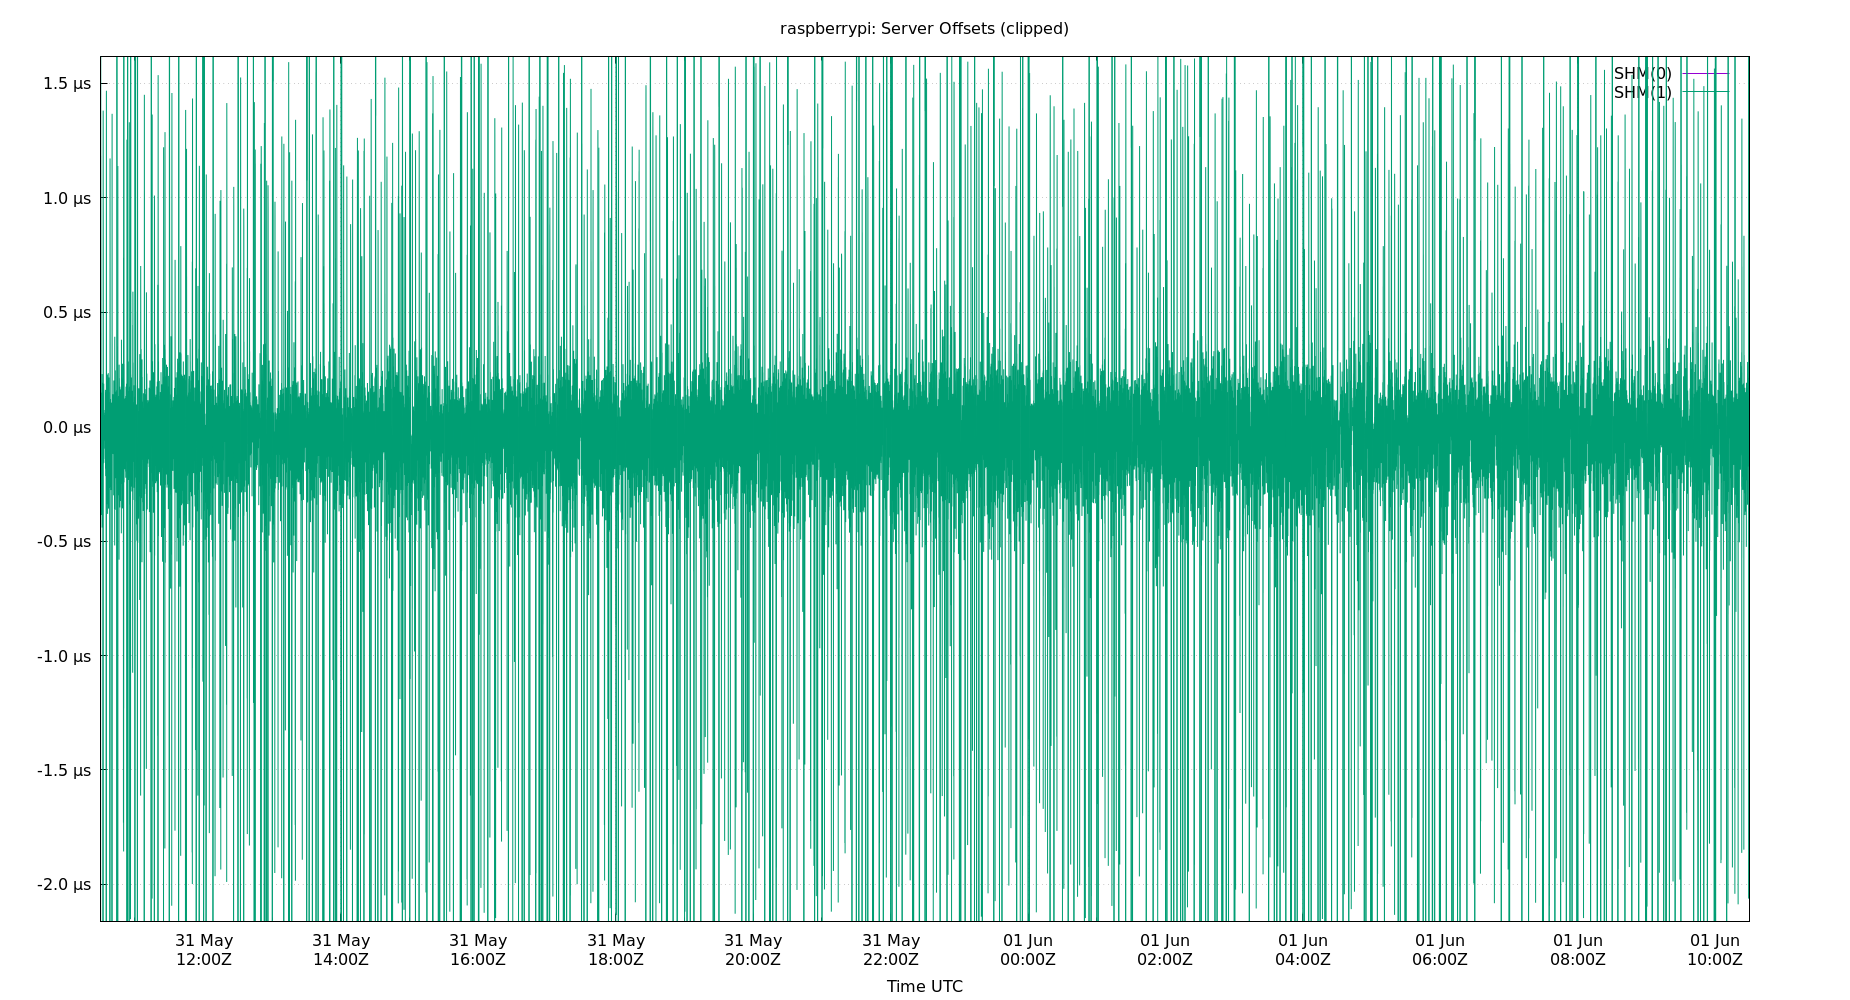 raspberrypi: Server Offsets (clipped)
SHM(0)
SHM(1)
1.5 µs
1.0 µs
0.5 µs
0.0 µs
-0.5 µs
-1.0 µs
-1.5 µs
-2.0 µs
31 May 31 May 31 May 31 May 31 May 31 May 01 Jun 01 Jun 01 Jun 01 Jun 01 Jun 01 Jun
12:00Z 14:00Z 16:00Z 18:00Z 20:00Z 22:00Z 00:00Z 02:00Z 04:00Z 06:00Z 08:00Z 10:00Z
Time UTC